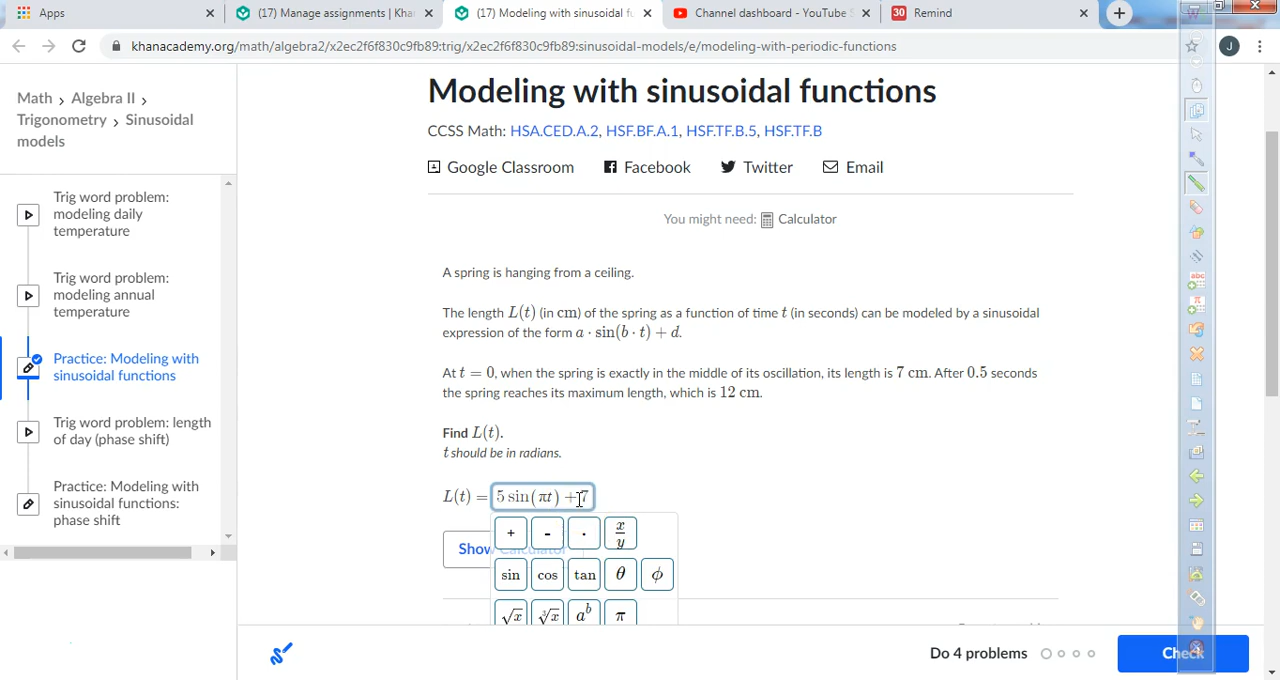 Apps
(17) Manage assignments | Kha
(17) Modeling with sinusoidal fu
Channel dashboard - YouTube S
30 Remind
khanacademy.org/math/algebra2/x2ec2f6f830c9fb89:trig/x2ec2f6f830c9fb89:sinusoidal-models/e/modeling-with-periodic-functions
J
Math > Algebra II >
Trigonometry > Sinusoidal
models
Trig word problem:
modeling daily
temperature
Trig word problem:
modeling annual
temperature
Practice: Modeling with
sinusoidal functions
Trig word problem: length
of day (phase shift)
Practice: Modeling with
sinusoidal functions:
phase shift
Modeling with sinusoidal functions
CCSS Math: HSA.CED.A.2, HSF.BF.A.1, HSF.TF.B.5, HSF.TF.B
Google Classroom Facebook Twitter Email
You might need: Calculator
A spring is hanging from a ceiling.
The length L(t) (in cm) of the spring as a function of time t (in seconds) can be modeled by a sinusoidal
expression of the form a · sin(b · t) + d.
At t = 0, when the spring is exactly in the middle of its oscillation, its length is 7 cm. After 0.5 seconds
the spring reaches its maximum length, which is 12 cm.
Find L(t).
t should be in radians.
L(t) = 5 sin(πt) + 7
+ - · x/y
Show Calculator
sin cos tan θ ϕ
√x ∛x a^b π
Do 4 problems
Check
abc
π